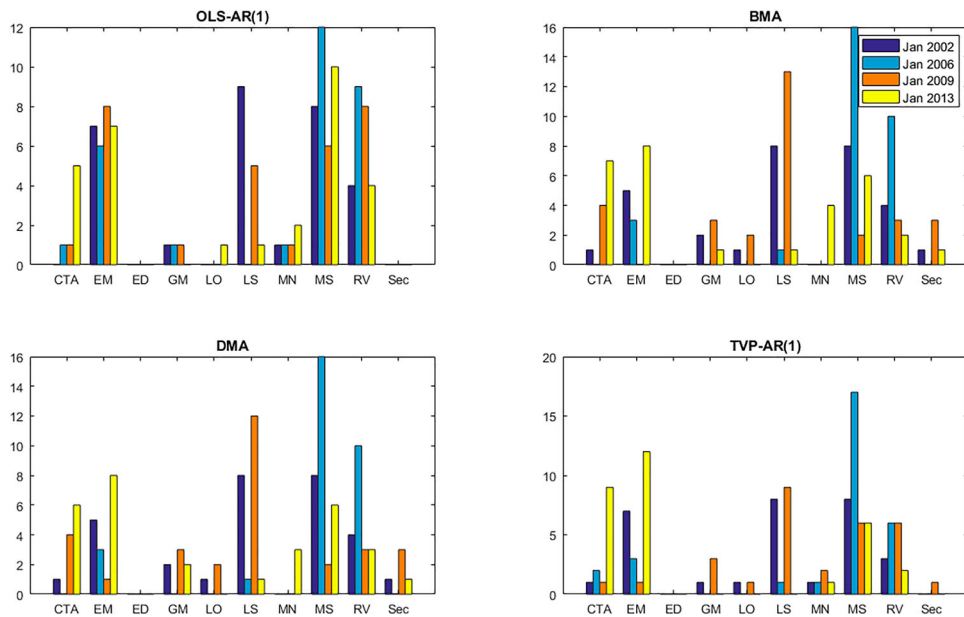 OLS-AR(1)
12
10
8
6
4
2
0
CTA EM ED GM LO LS MN MS RV Sec
BMA
16
14
12
10
8
6
4
2
0
Jan 2002
Jan 2006
Jan 2009
Jan 2013
CTA EM ED GM LO LS MN MS RV Sec
DMA
16
14
12
10
8
6
4
2
0
CTA EM ED GM LO LS MN MS RV Sec
TVP-AR(1)
20
15
10
5
0
CTA EM ED GM LO LS MN MS RV Sec